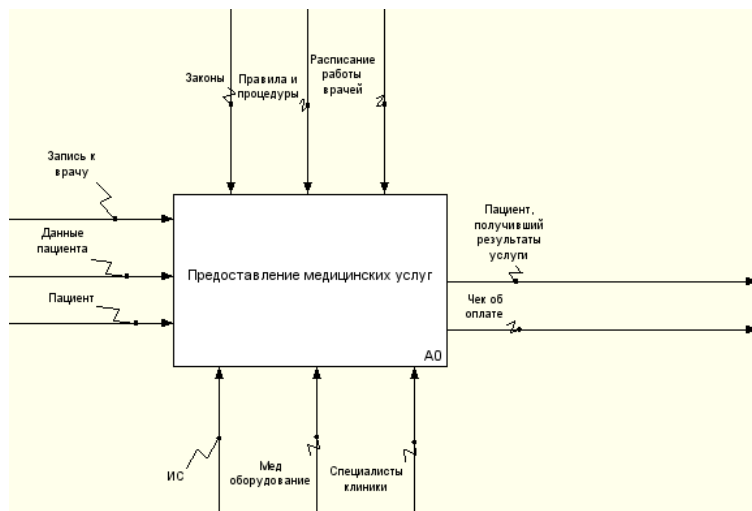 Законы
Правила и
процедуры
Расписание
работы
врачей
Запись к
врачу
Данные
пациента
Пациент
Предоставление медицинских услуг
A0
Пациент,
получивший
результаты
услуги
Чек об
оплате
ИС
Мед
оборудование
Специалисты
клиники